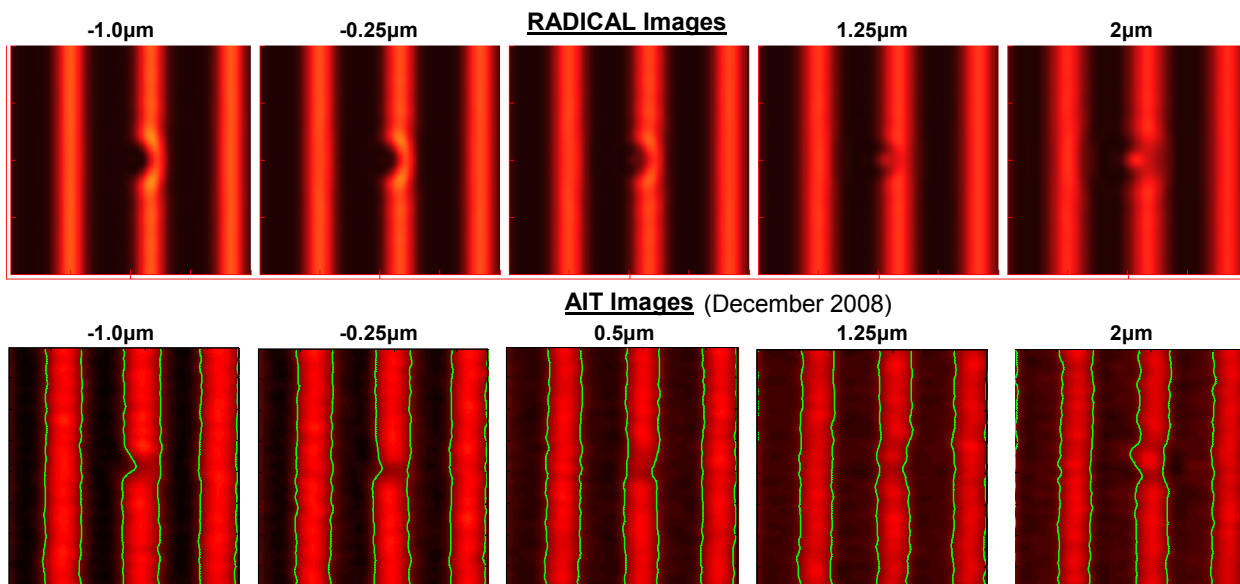 RADICAL Images
-1.0µm -0.25µm 1.25µm 2µm
AIT Images (December 2008)
-1.0µm -0.25µm 0.5µm 1.25µm 2µm